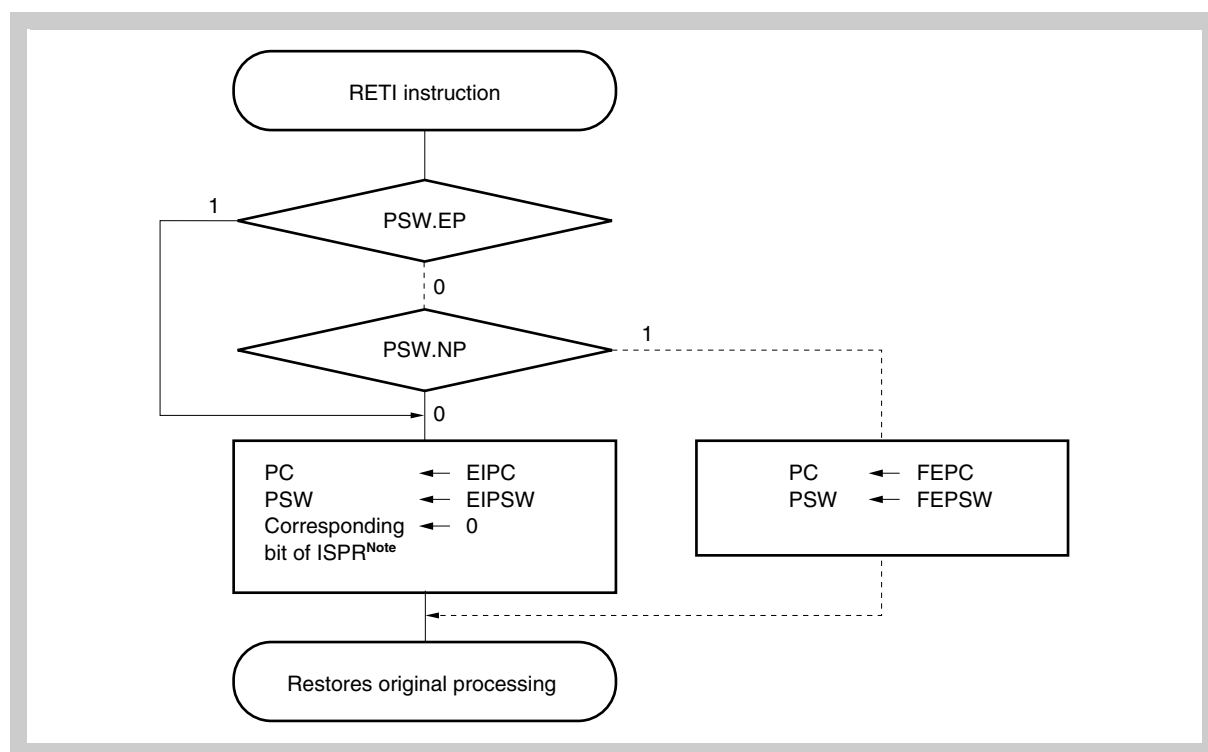 RETI instruction
1
PSW.EP
0
PSW.NP
1
0
PC ← EIPC
PSW ← EIPSW
Corresponding ← 0
bit of ISPRNote
PC ← FEPC
PSW ← FEPSW
Restores original processing